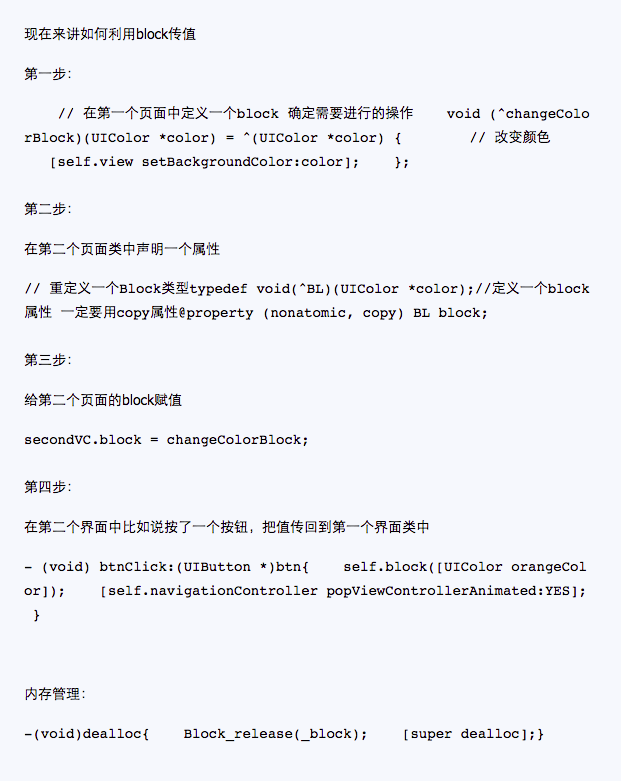 现在来讲如何利用block传值
第一步：
// 在第一个页面中定义一个block 确定需要进行的操作    void (^changeColo
rBlock)(UIColor *color) = ^(UIColor *color) {        // 改变颜色
[self.view setBackgroundColor:color];    };
第二步：
在第二个页面类中声明一个属性
// 重定义一个Block类型typedef void(^BL)(UIColor *color);//定义一个block
属性 一定要用copy属性@property (nonatomic, copy) BL block;
第三步：
给第二个页面的block赋值
secondVC.block = changeColorBlock;
第四步：
在第二个界面中比如说按了一个按钮，把值传回到第一个界面类中
- (void) btnClick:(UIButton *)btn{    self.block([UIColor orangeCol
or]);    [self.navigationController popViewControllerAnimated:YES];
}
内存管理：
-(void)dealloc{    Block_release(_block);    [super dealloc];}